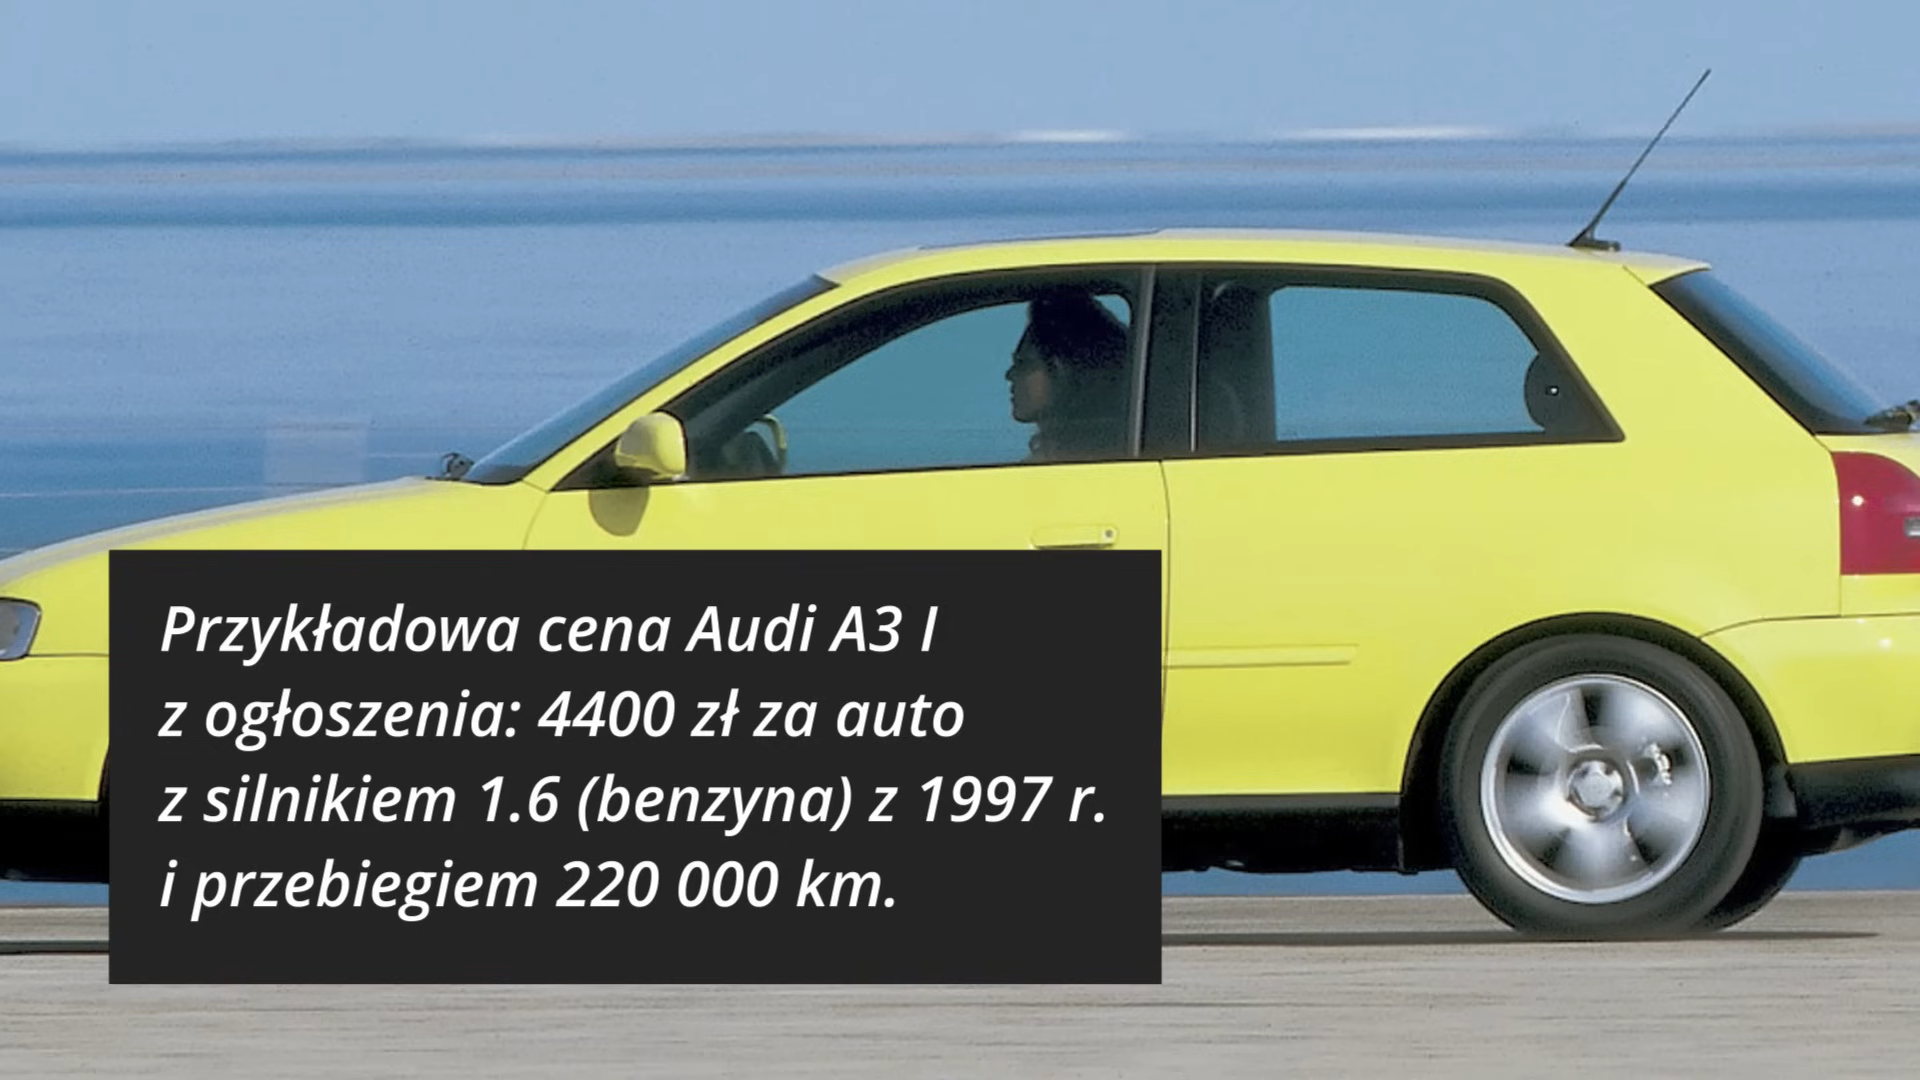 Przykładowa cena Audi A3 I
z ogłoszenia: 4400 zł za auto
z silnikiem 1.6 (benzyna) z 1997 r.
i przebiegiem 220 000 km.